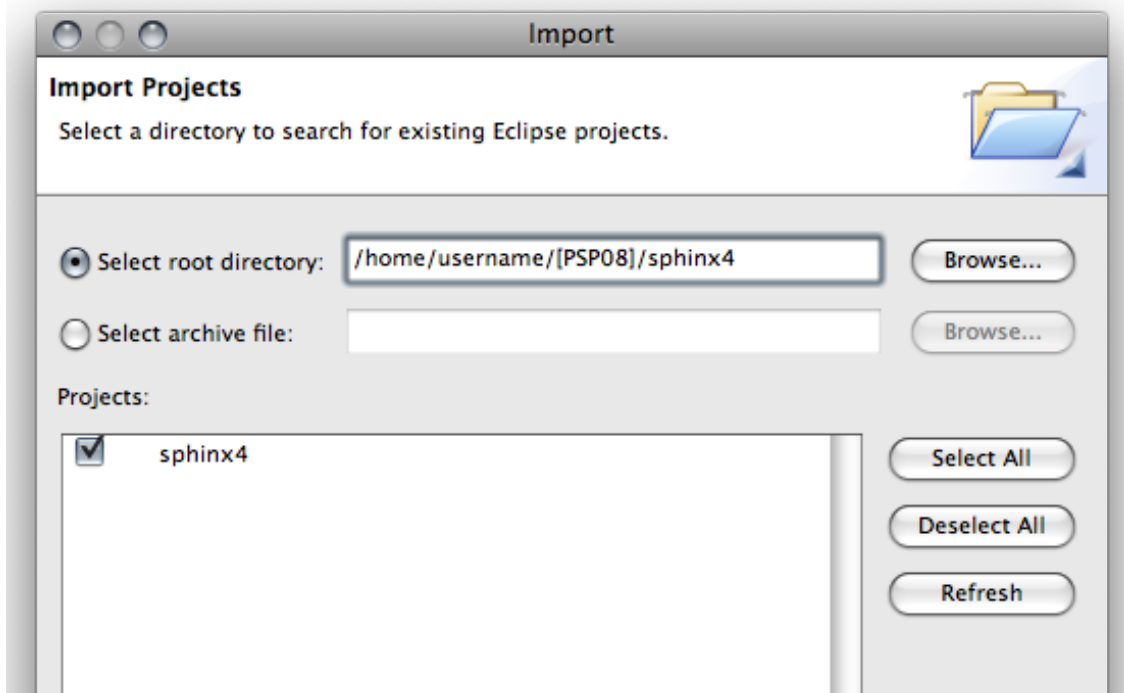 Import
Import Projects
Select a directory to search for existing Eclipse projects.
Select root directory: /home/username/[PSP08]/sphinx4 Browse...
Select archive file: Browse...
Projects:
sphinx4
Select All
Deselect All
Refresh